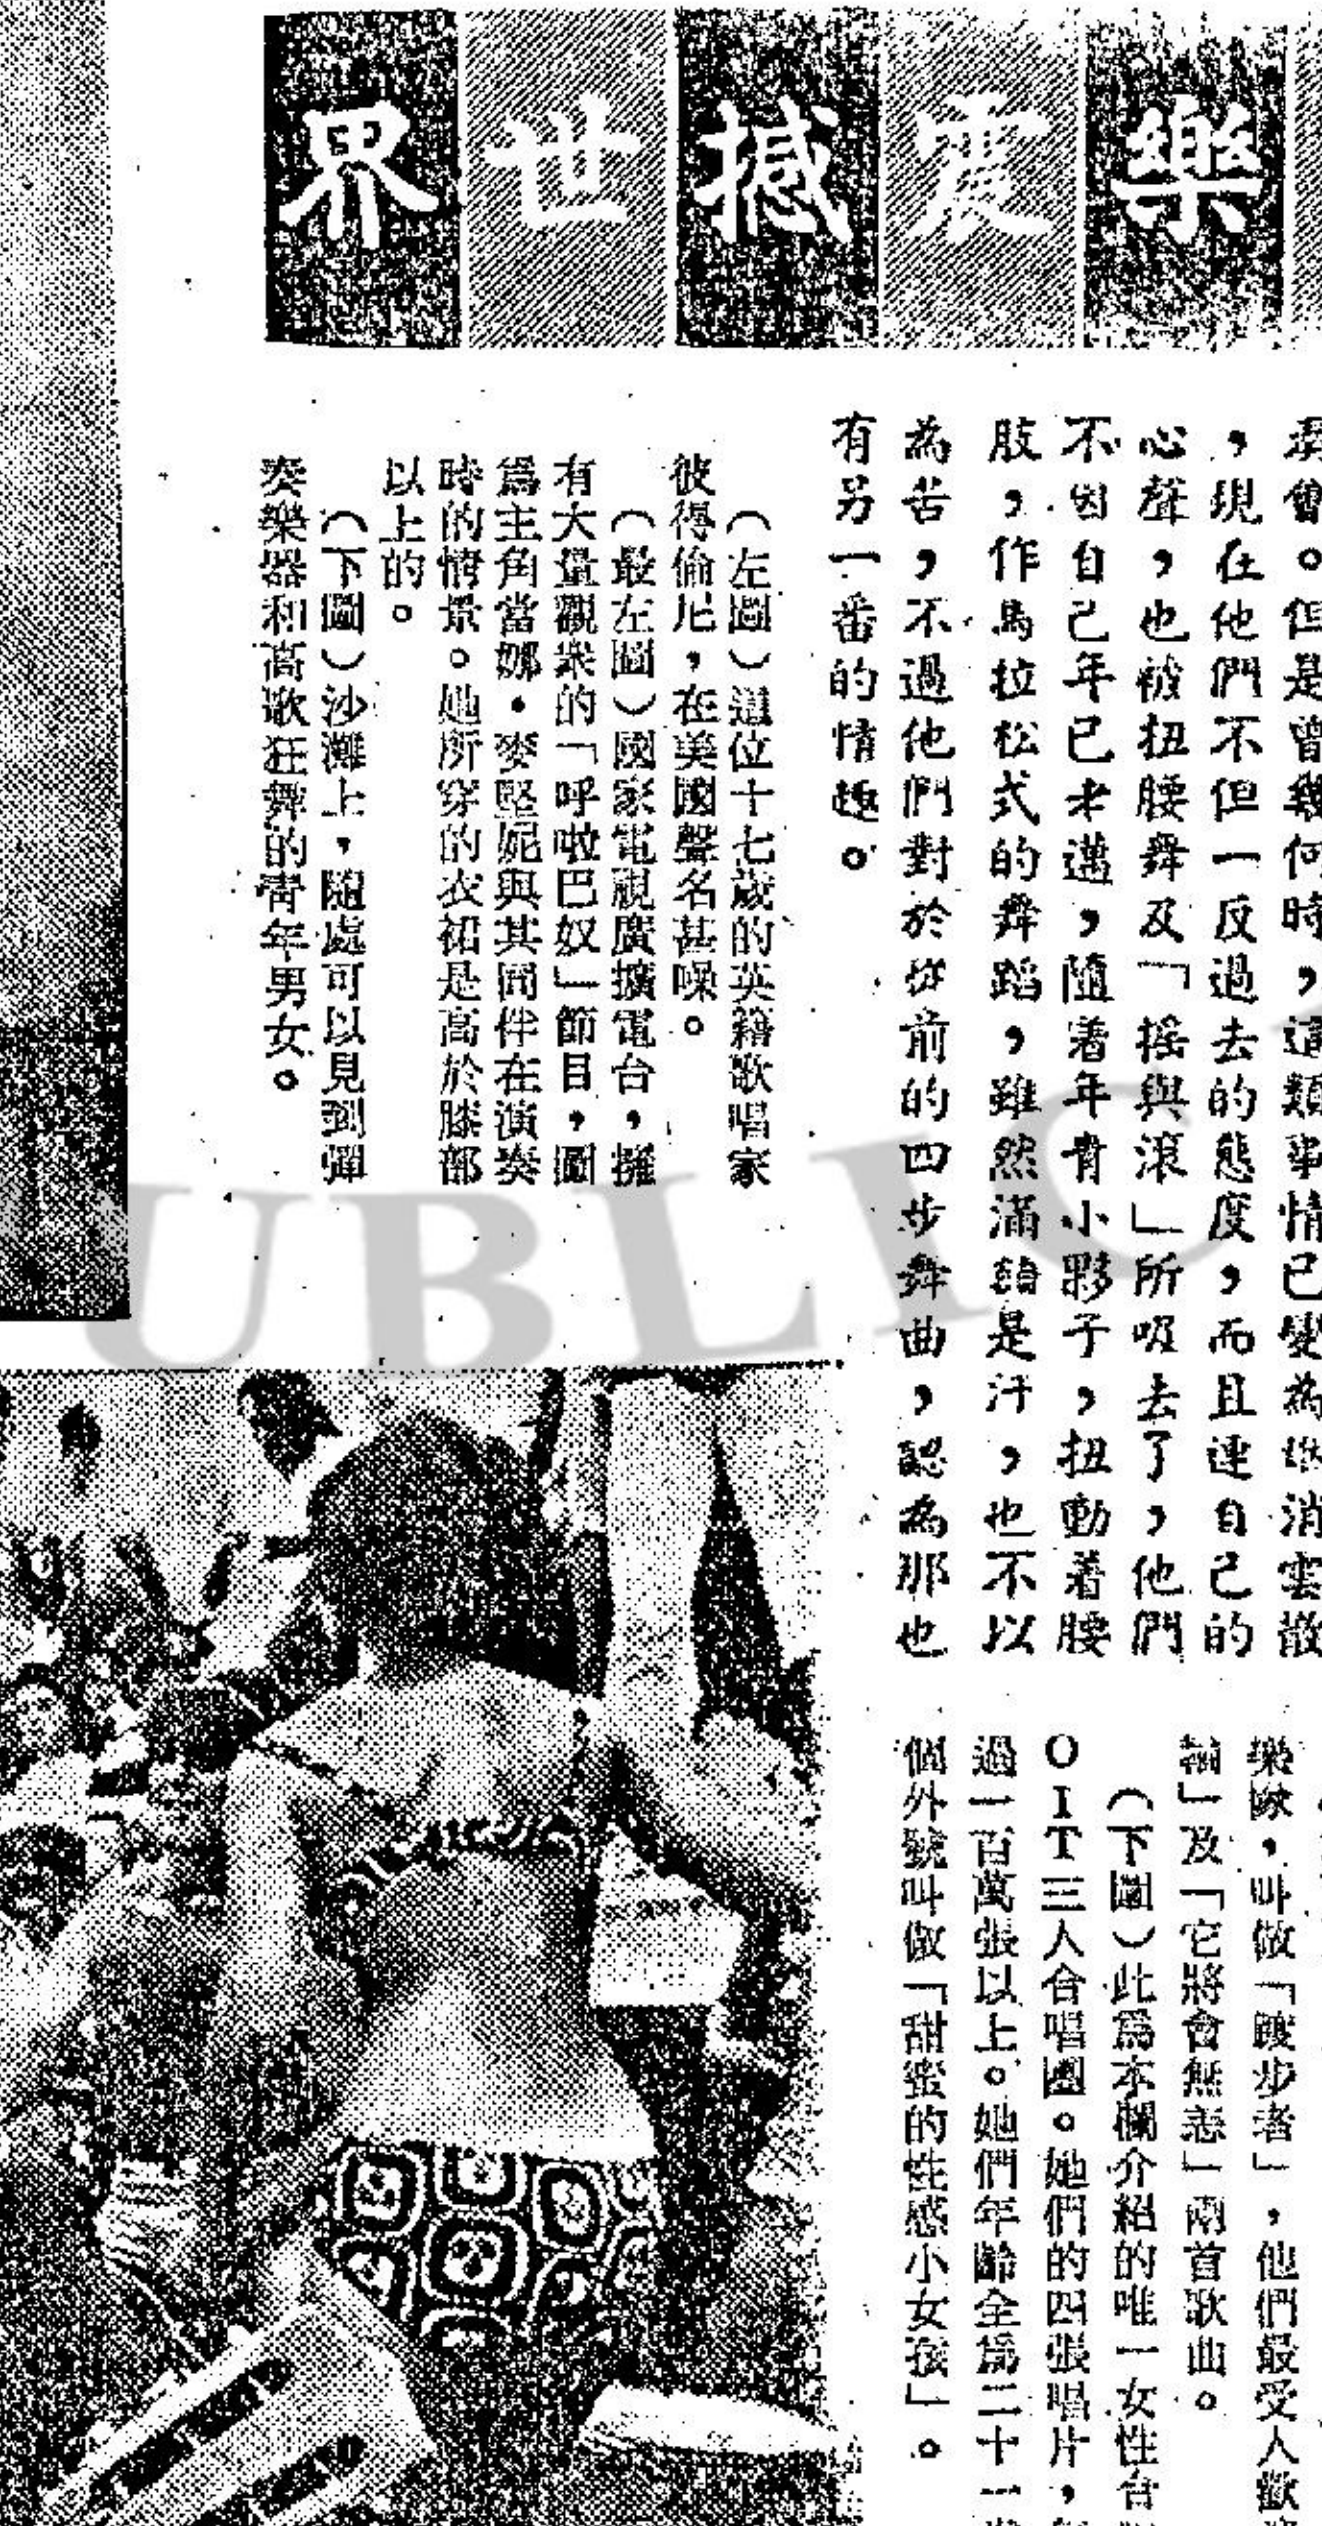 樂震撼世界
會。但是曾幾何時，這類事情已變為烟消雲散
，現在他們不但一反過去的態度，而且連自己的
心聲，也被扭腰舞及「搖與滾」所吸去了，他們
不因自己年已老邁，隨着年青小夥子，扭動着腰
肢，作馬拉松式的舞蹈，雖然滿頭是汗，也不以
為苦，不過他們對於從前的四步舞曲，認為那也
有另一番的情趣。
（左圖）這位十七歲的英籍歌唱家
彼得倫尼，在美國聲名甚噪。
（最左圖）國家電視廣擴電台，擁
有大量觀衆的「呼啦巴奴」節目，圖
爲主角當娜・麥堅妮與其同伴在演奏
時的情景。她所穿的衣裙是高於膝部
以上的。
（下圖）沙灘上，隨處可以見到彈
奏樂器和高歌狂舞的靑年男女。
樂隊，叫做「踱步者」，他們最受人歡
」及「它將會無恙」兩首歌曲。
（下圖）此爲本欄介紹的唯一女性合
OIT三人合唱團。她們的四張唱片，
過一百萬張以上。她們年齡全爲二十一
個外號叫做「甜蜜的性感小女孩」。
UBLIC